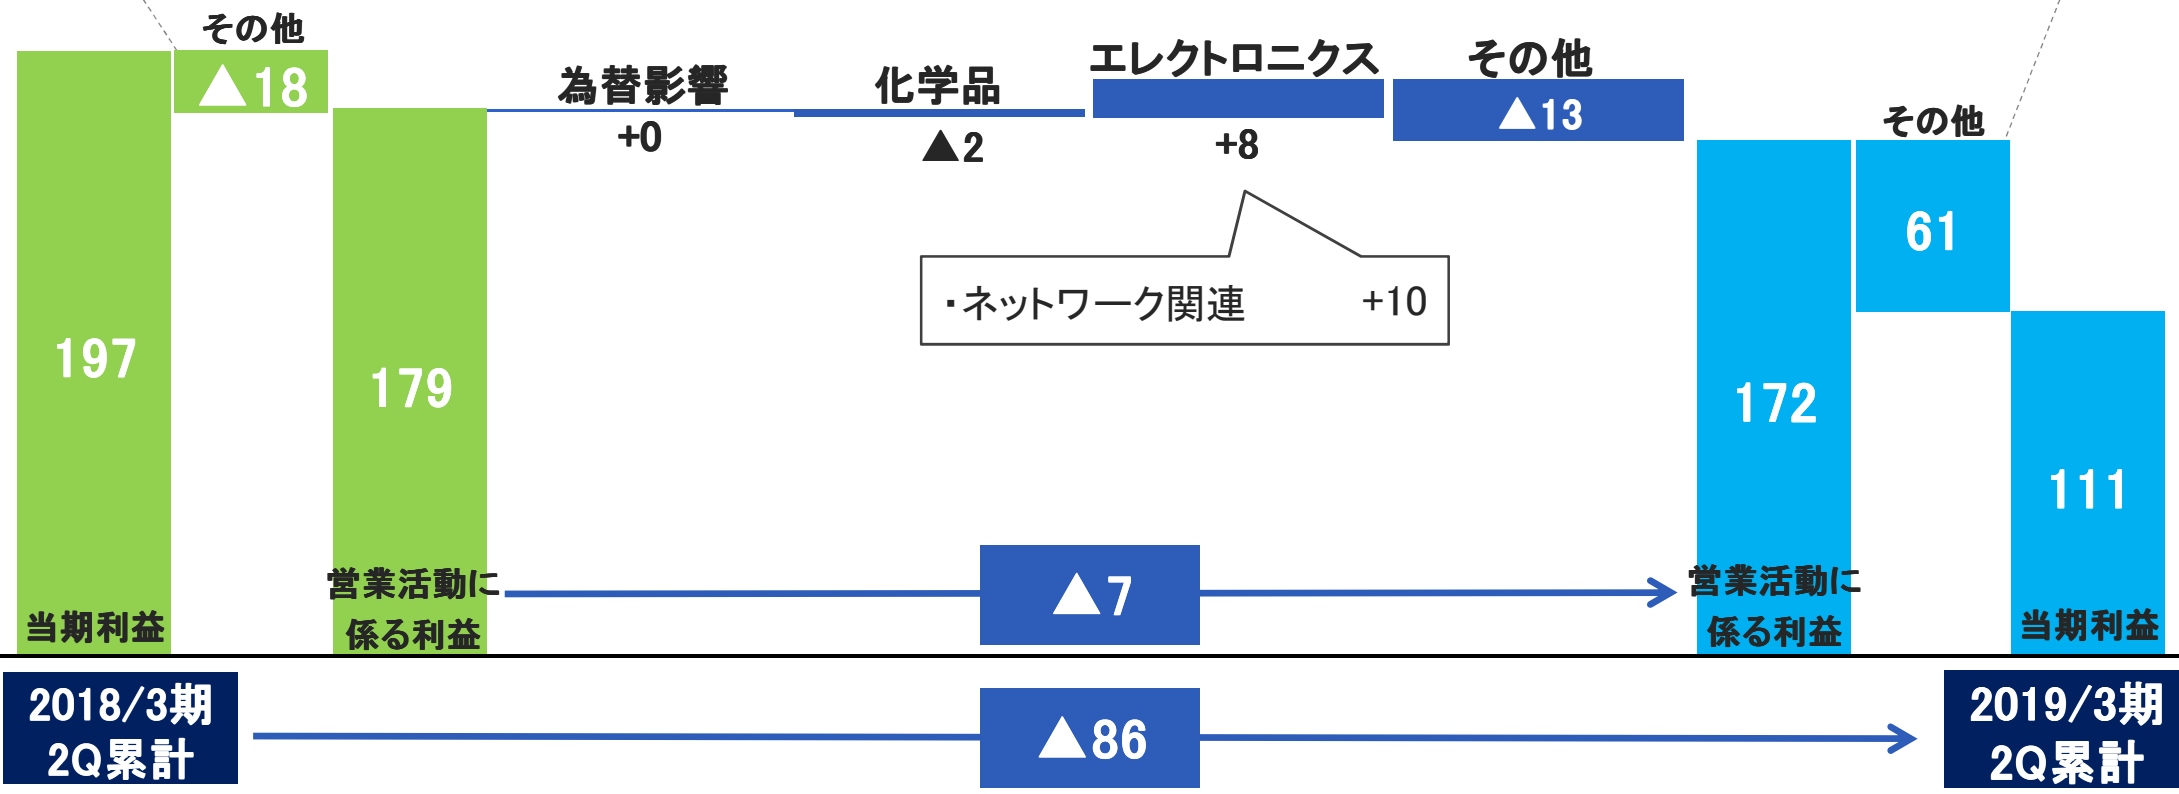 その他
▲18
197
当期利益
179
営業活動に
係る利益
為替影響
+0
化学品
▲2
エレクトロニクス
+8
・ネットワーク関連 +10
その他
▲13
▲7
172
営業活動に
係る利益
その他
61
111
当期利益
2018/3期
2Q累計
▲86
2019/3期
2Q累計